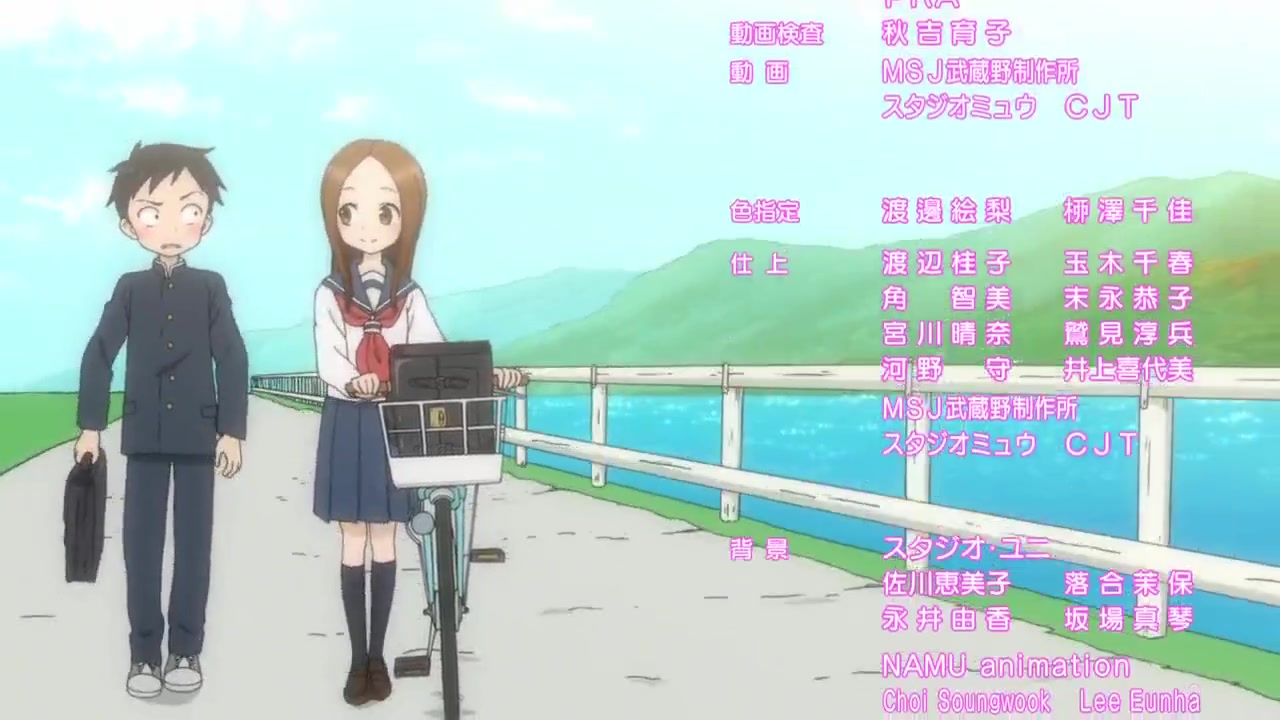 動画検査 秋吉育子
動画 MSJ武蔵野制作所
スタジオミュウ CJT
色指定 渡邊絵梨 栁澤千佳
仕上 渡辺桂子 玉木千春
角 智美 末永恭子
宮川晴奈 鷲見淳兵
河野 守 井上喜代美
MSJ武蔵野制作所
スタジオミュウ CJT
背景 スタジオ・ユニ
佐川恵美子 落合茉保
永井由香 坂場真琴
NAMU animation
Choi Soungwook Lee Eunha